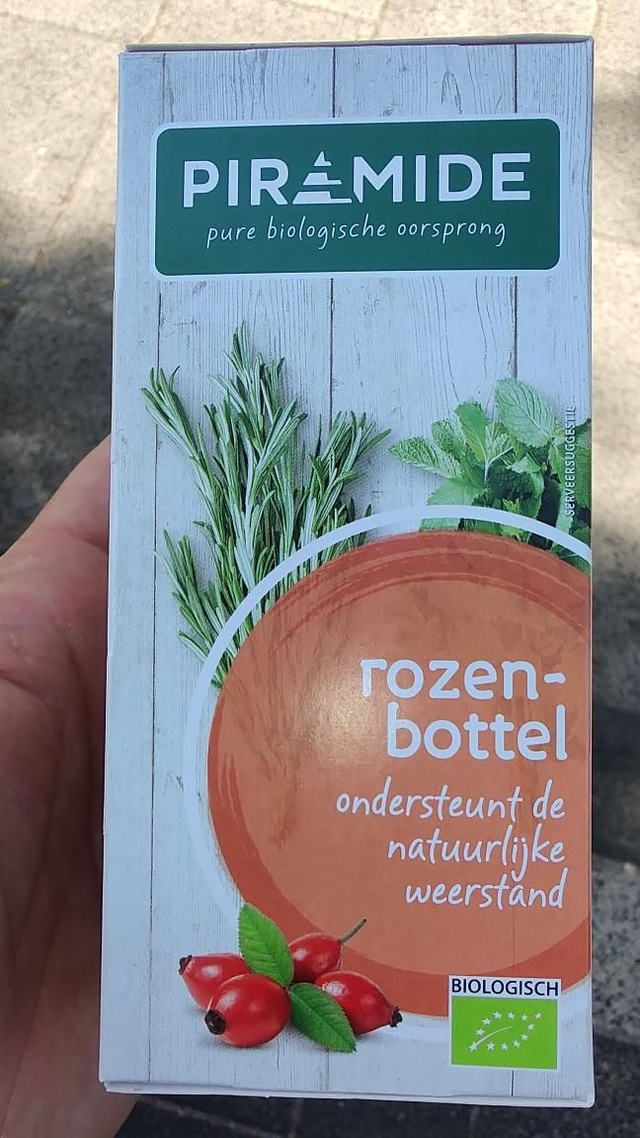 PIRAMIDE
pure biologische oorsprong
SERVEERSUGGESTIE
rozen-
bottel
ondersteunt de
natuurlijke
weerstand
BIOLOGISCH